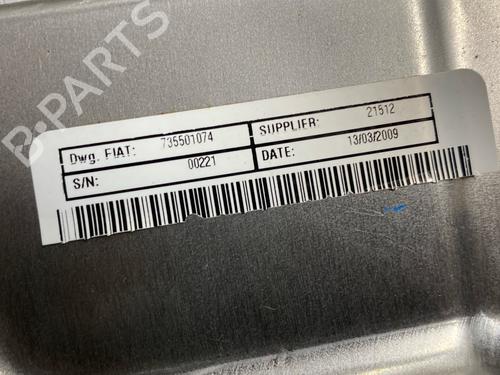 B-PARTS
Dwg. FIAT: 735501074 SUPPLIER: 21512
S/N: 00221 DATE: 13/03/2009